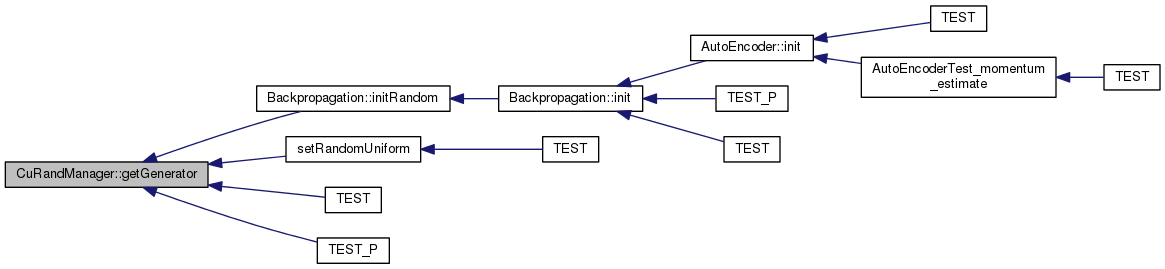 TEST
AutoEncoder::init
AutoEncoderTest_momentum
_estimate
TEST
Backpropagation::initRandom
Backpropagation::init
TEST_P
setRandomUniform
TEST
TEST
CuRandManager::getGenerator
TEST
TEST_P